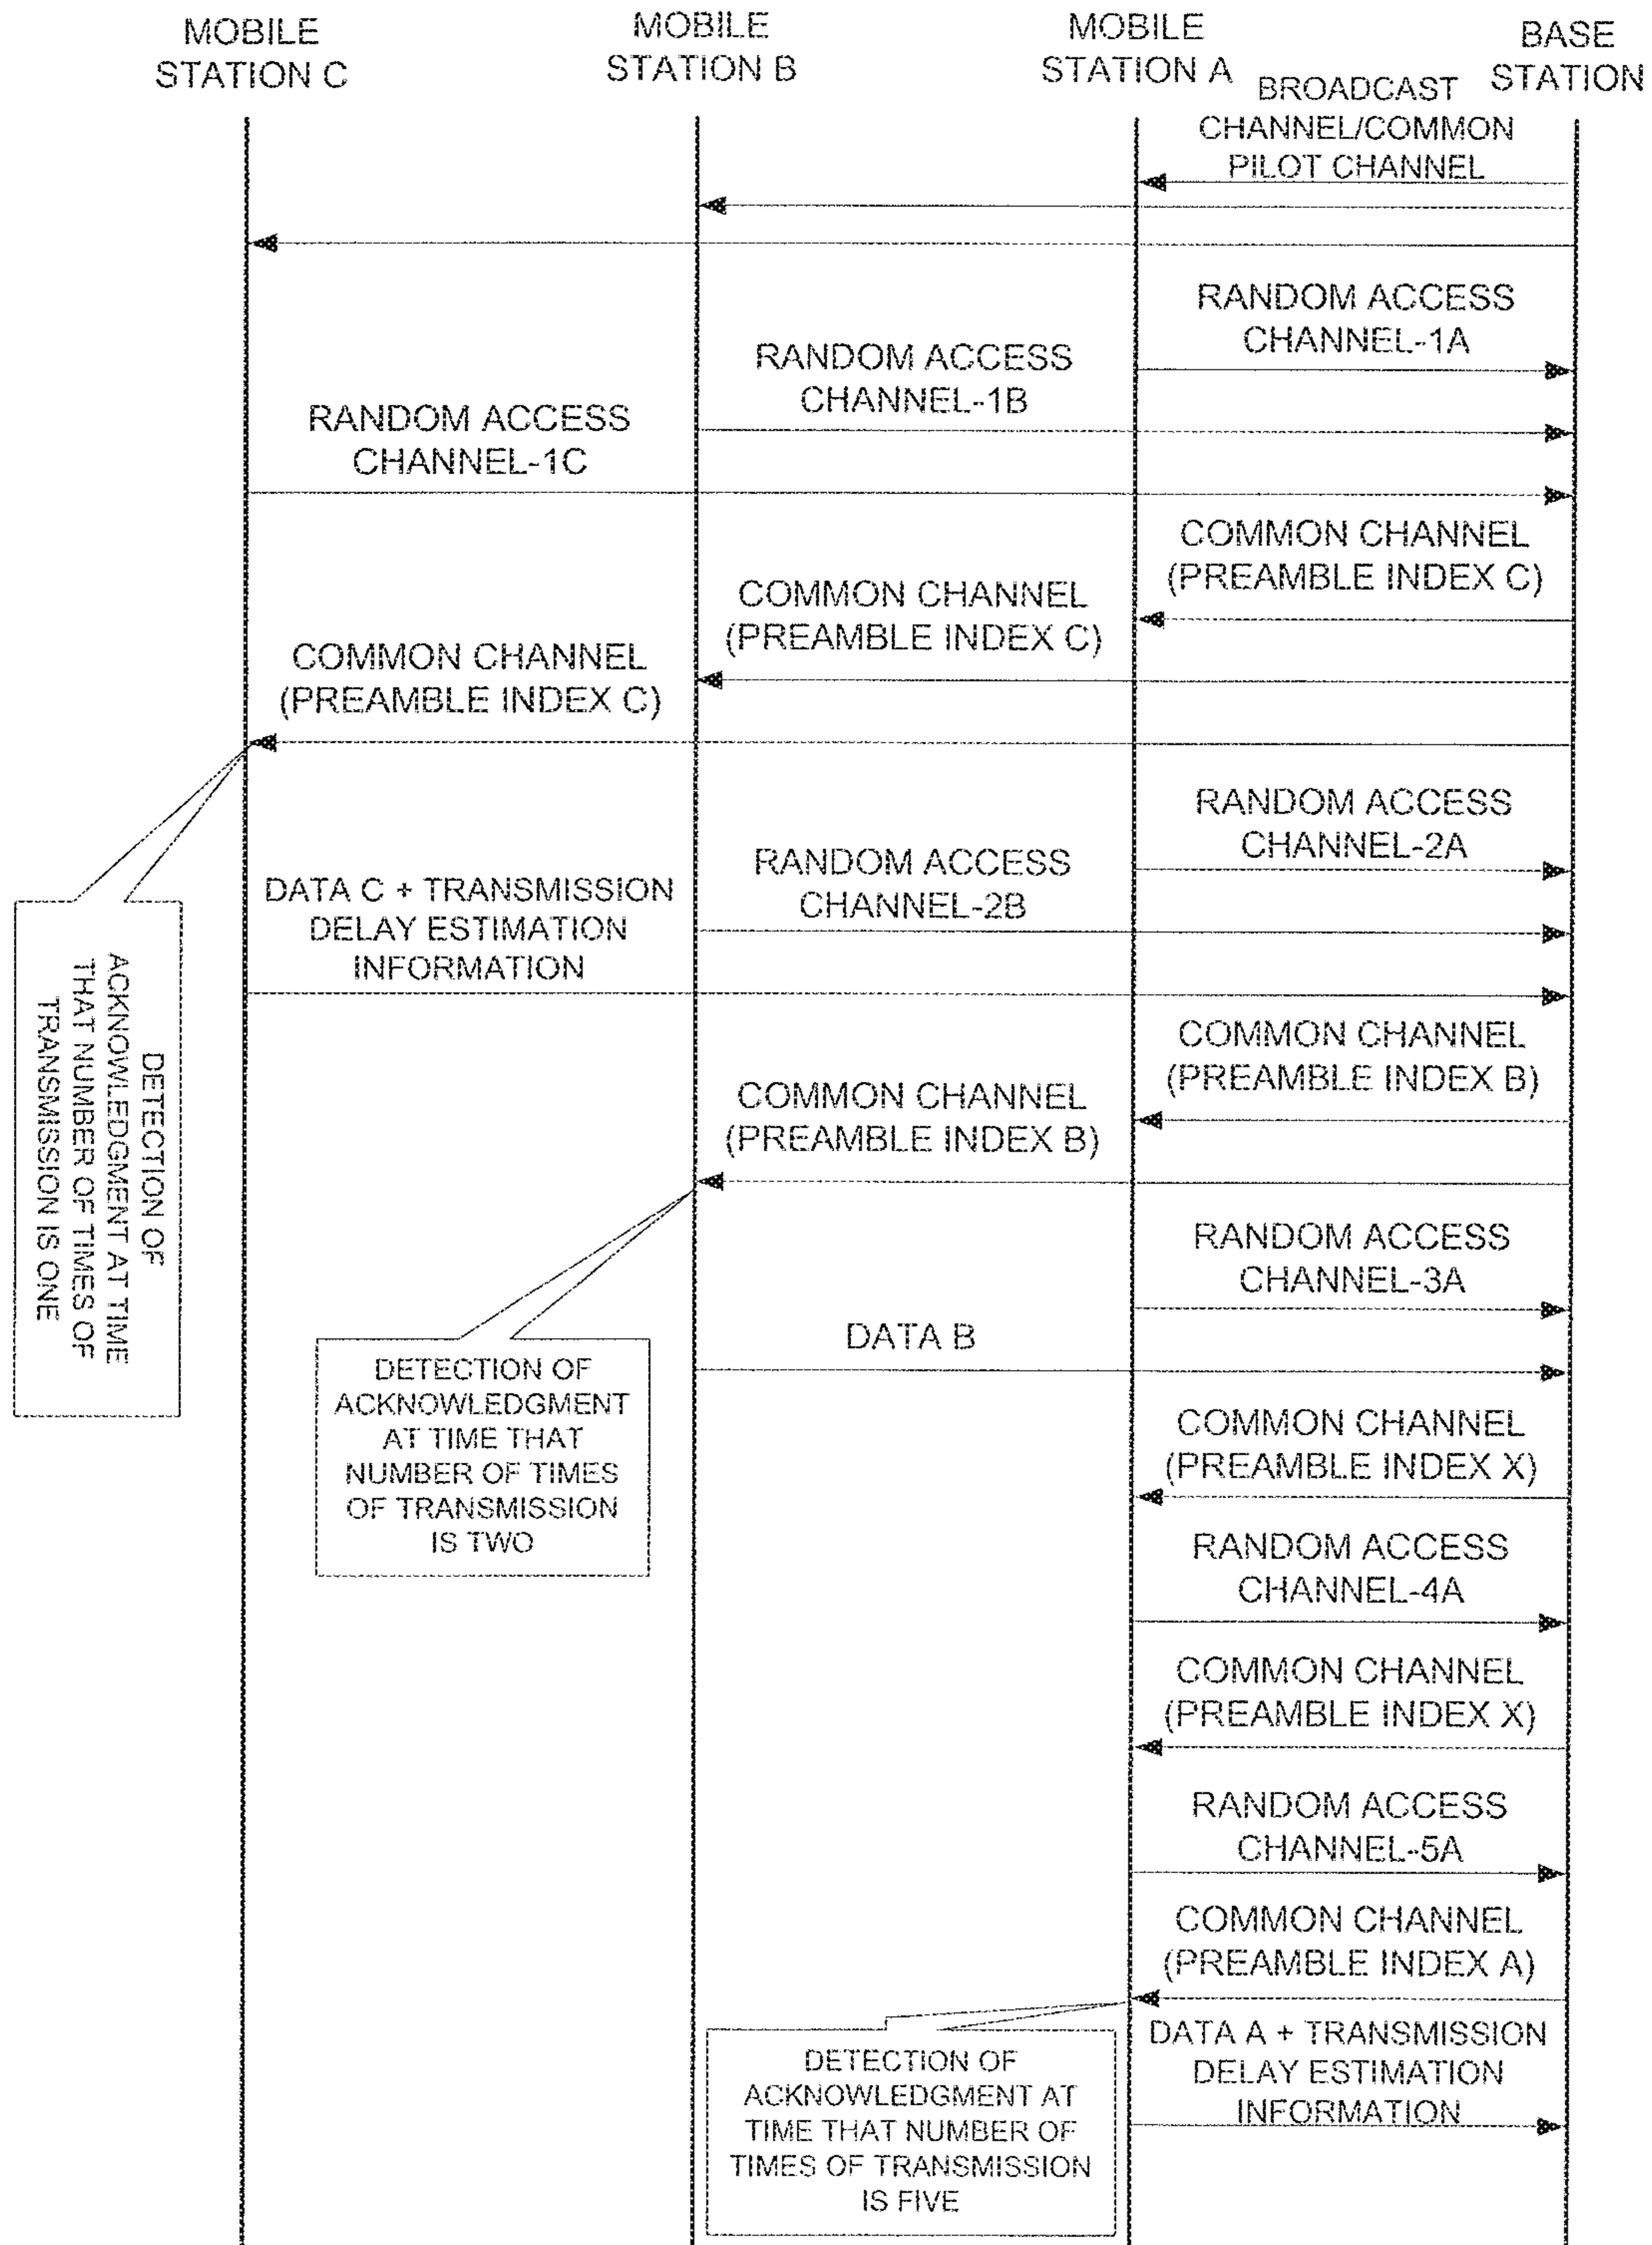 MOBILE
STATION C
MOBILE
STATION B
MOBILE
STATION A
BASE
STATION
BROADCAST
CHANNEL/COMMON
PILOT CHANNEL
RANDOM ACCESS
CHANNEL-1A
RANDOM ACCESS
CHANNEL-1B
RANDOM ACCESS
CHANNEL-1C
COMMON CHANNEL
(PREAMBLE INDEX C)
COMMON CHANNEL
(PREAMBLE INDEX C)
COMMON CHANNEL
(PREAMBLE INDEX C)
RANDOM ACCESS
CHANNEL-2A
RANDOM ACCESS
CHANNEL-2B
DATA C + TRANSMISSION
DELAY ESTIMATION
INFORMATION
DETECTION OF
ACKNOWLEDGMENT AT TIME
THAT NUMBER OF TIMES OF
TRANSMISSION IS ONE
COMMON CHANNEL
(PREAMBLE INDEX B)
COMMON CHANNEL
(PREAMBLE INDEX B)
RANDOM ACCESS
CHANNEL-3A
DATA B
DETECTION OF
ACKNOWLEDGMENT
AT TIME THAT
NUMBER OF TIMES
OF TRANSMISSION
IS TWO
COMMON CHANNEL
(PREAMBLE INDEX X)
RANDOM ACCESS
CHANNEL-4A
COMMON CHANNEL
(PREAMBLE INDEX X)
RANDOM ACCESS
CHANNEL-5A
COMMON CHANNEL
(PREAMBLE INDEX A)
DATA A + TRANSMISSION
DELAY ESTIMATION
INFORMATION
DETECTION OF
ACKNOWLEDGMENT AT
TIME THAT NUMBER OF
TIMES OF TRANSMISSION
IS FIVE